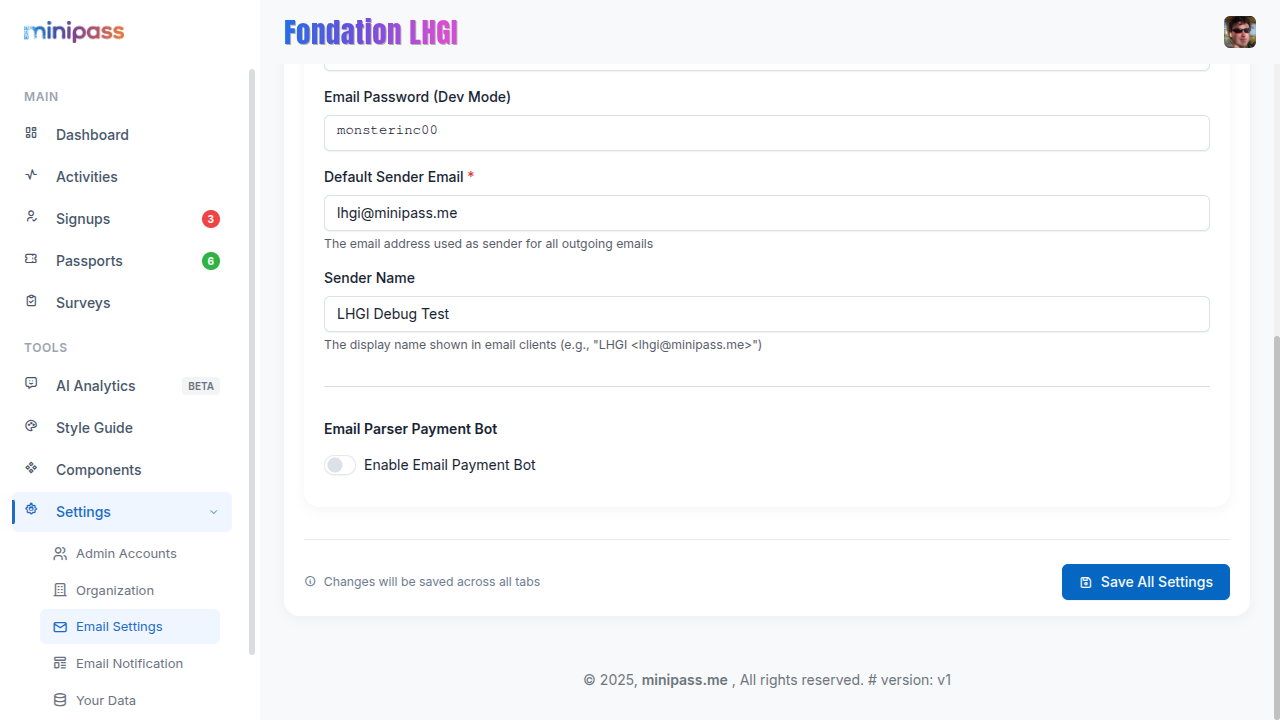 minipass
Fondation LHGI
MAIN
Dashboard
Activities
Signups 3
Passports 6
Surveys
TOOLS
AI Analytics BETA
Style Guide
Components
Settings
Admin Accounts
Organization
Email Settings
Email Notification
Your Data
Email Password (Dev Mode)
monsterinc00
Default Sender Email *
lhgi@minipass.me
The email address used as sender for all outgoing emails
Sender Name
LHGI Debug Test
The display name shown in email clients (e.g., "LHGI <lhgi@minipass.me>")
Email Parser Payment Bot
Enable Email Payment Bot
Changes will be saved across all tabs
Save All Settings
© 2025, minipass.me , All rights reserved. # version: v1